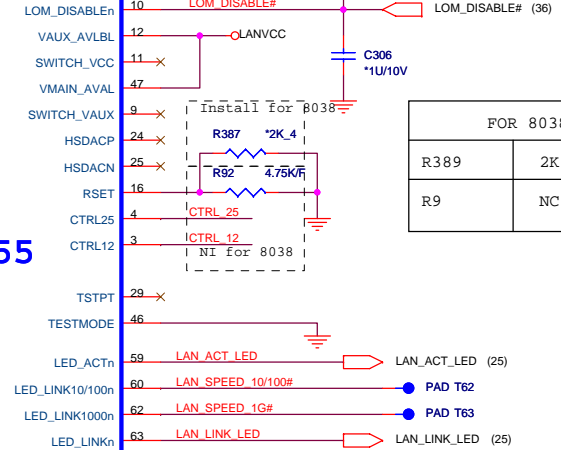 LOM_DISABLEn 10 LOM_DISABLE# LOM_DISABLE# (36)
VAUX_AVLBL 12 LANVCC
C306
*1U/10V
SWITCH_VCC 11
VMAIN_AVAL 47
Install for 8038
SWITCH_VAUX 9
FOR 8038
HSDACP 24
R387 *2K_4
R389 2K
HSDACN 25
R92 4.75K/F
RSET 16
R9 NC
CTRL25 4 CTRL_25
CTRL12 3 CTRL_12
NI for 8038
55
TSTPT 29
TESTMODE 46
LED_ACTn 59 LAN_ACT_LED LAN_ACT_LED (25)
LED_LINK10/100n 60 LAN_SPEED_10/100# PAD T62
LED_LINK1000n 62 LAN_SPEED_1G# PAD T63
LED_LINKn 63 LAN_LINK_LED LAN_LINK_LED (25)